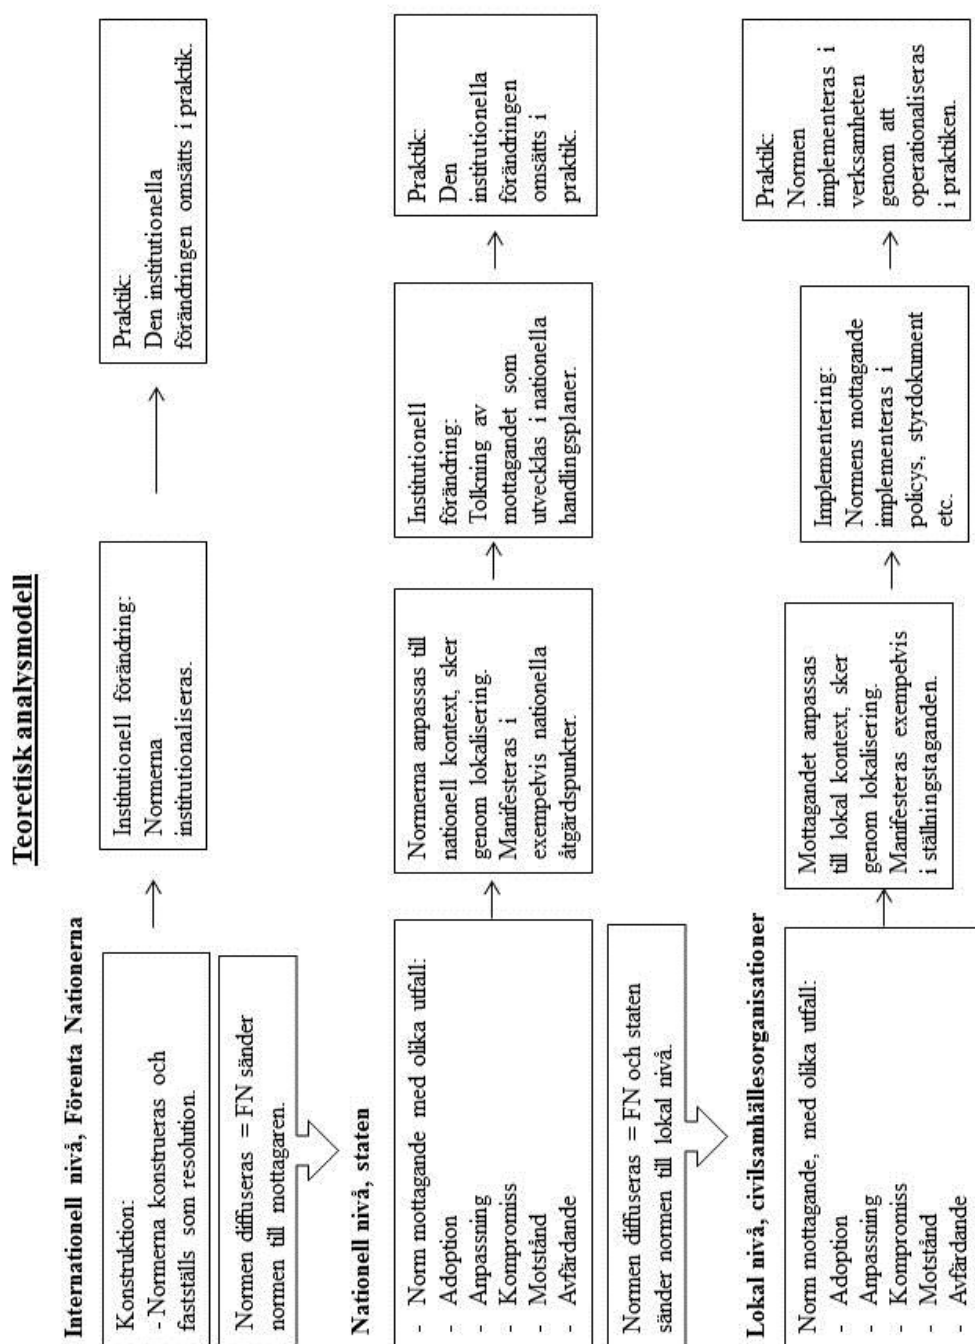 Teoretisk analysmodell
Internationell nivå, Förenta Nationerna
Konstruktion:
- Normerna konstrueras och
fastställs som resolution.
Institutionell förändring:
Normerna
institutionaliseras.
Praktik:
Den institutionella
förändringen omsätts i praktik.
Normen diffuseras = FN sänder
normen till mottagaren.
Nationell nivå, staten
- Norm mottagande med olika utfall:
- Adoption
- Anpassning
- Kompromiss
- Motstånd
- Avfärdande
Normerna anpassas till
nationell kontext, sker
genom lokalisering.
Manifesteras i
exempelvis nationella
åtgärdspunkter.
Institutionell
förändring:
Tolkning av
mottagandet som
utvecklas i nationella
handlingsplaner.
Praktik:
Den
institutionella
förändringen
omsätts i
praktik.
Normen diffuseras = FN och staten
sänder normen till lokal nivå.
Lokal nivå, civilsamhällesorganisationer
Norm mottagande, med olika utfall:
- Adoption
- Anpassning
- Kompromiss
- Motstånd
- Avfärdande
Mottagandet anpassas
till lokal kontext, sker
genom lokalisering.
Manifesteras exempelvis
i ställningstaganden.
Implementering:
Normens mottagande
implementeras i
policys, styrdokument
etc.
Praktik:
Normen
implementeras i
verksamheten
genom att
operationaliseras
i praktiken.